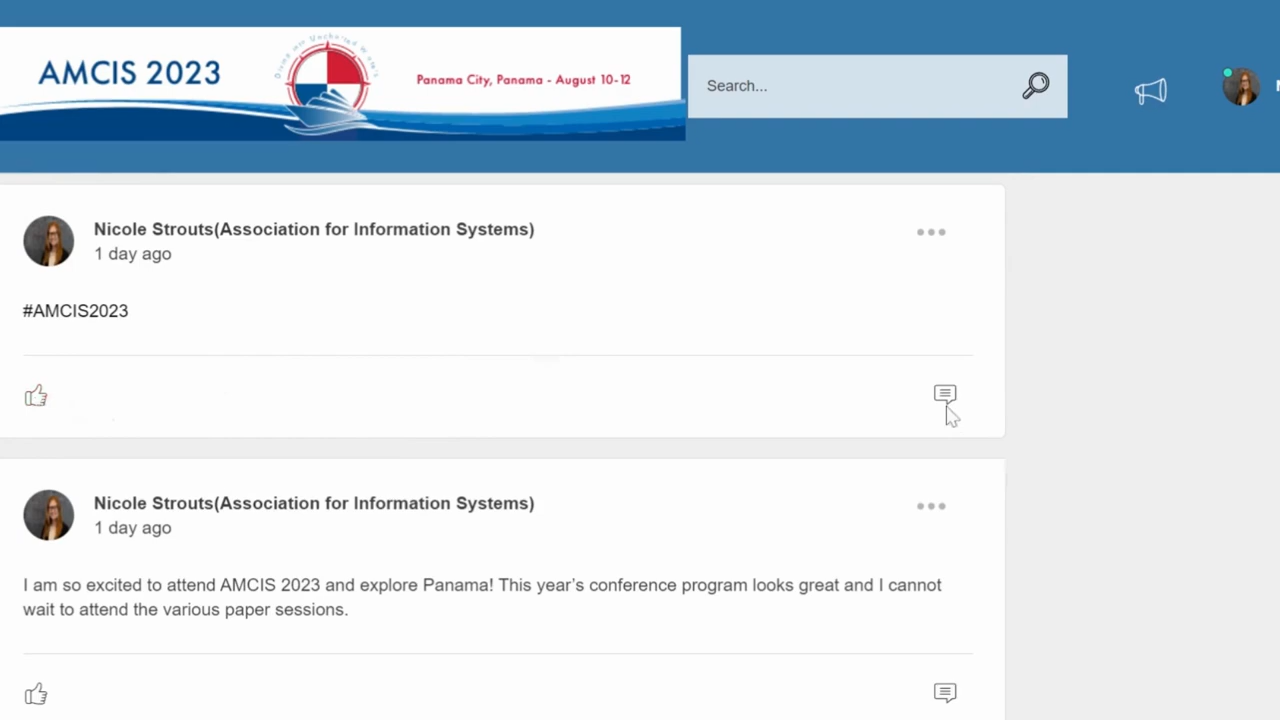 AMCIS 2023
Panama City, Panama - August 10-12
Search...
Nicole Strouts(Association for Information Systems)
1 day ago
#AMCIS2023
Nicole Strouts(Association for Information Systems)
1 day ago
I am so excited to attend AMCIS 2023 and explore Panama! This year's conference program looks great and I cannot
wait to attend the various paper sessions.